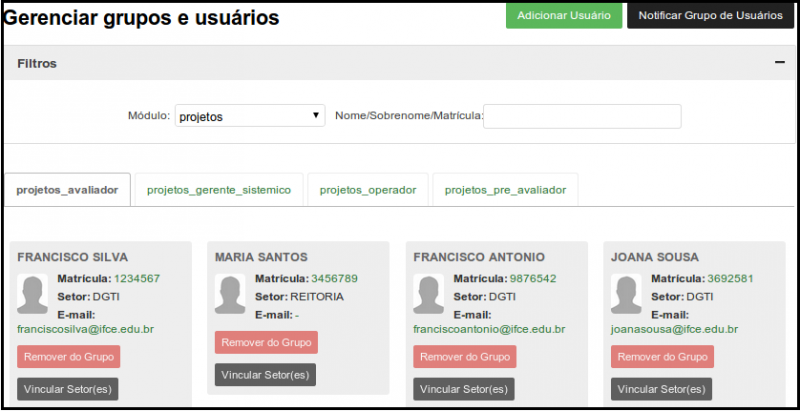 Gerenciar grupos e usuários
Adicionar Usuário
Notificar Grupo de Usuários
Filtros
Módulo: projetos
Nome/Sobrenome/Matrícula:
projetos_avaliador
projetos_gerente_sistemico
projetos_operador
projetos_pre_avaliador
FRANCISCO SILVA
Matrícula: 1234567
Setor: DGTI
E-mail:
franciscosilva@ifce.edu.br
Remover do Grupo
Vincular Setor(es)
MARIA SANTOS
Matrícula: 3456789
Setor: REITORIA
E-mail: -
Remover do Grupo
Vincular Setor(es)
FRANCISCO ANTONIO
Matrícula: 9876542
Setor: DGTI
E-mail:
franciscoantonio@ifce.edu.br
Remover do Grupo
Vincular Setor(es)
JOANA SOUSA
Matrícula: 3692581
Setor: DGTI
E-mail:
joanasousa@ifce.edu.br
Remover do Grupo
Vincular Setor(es)